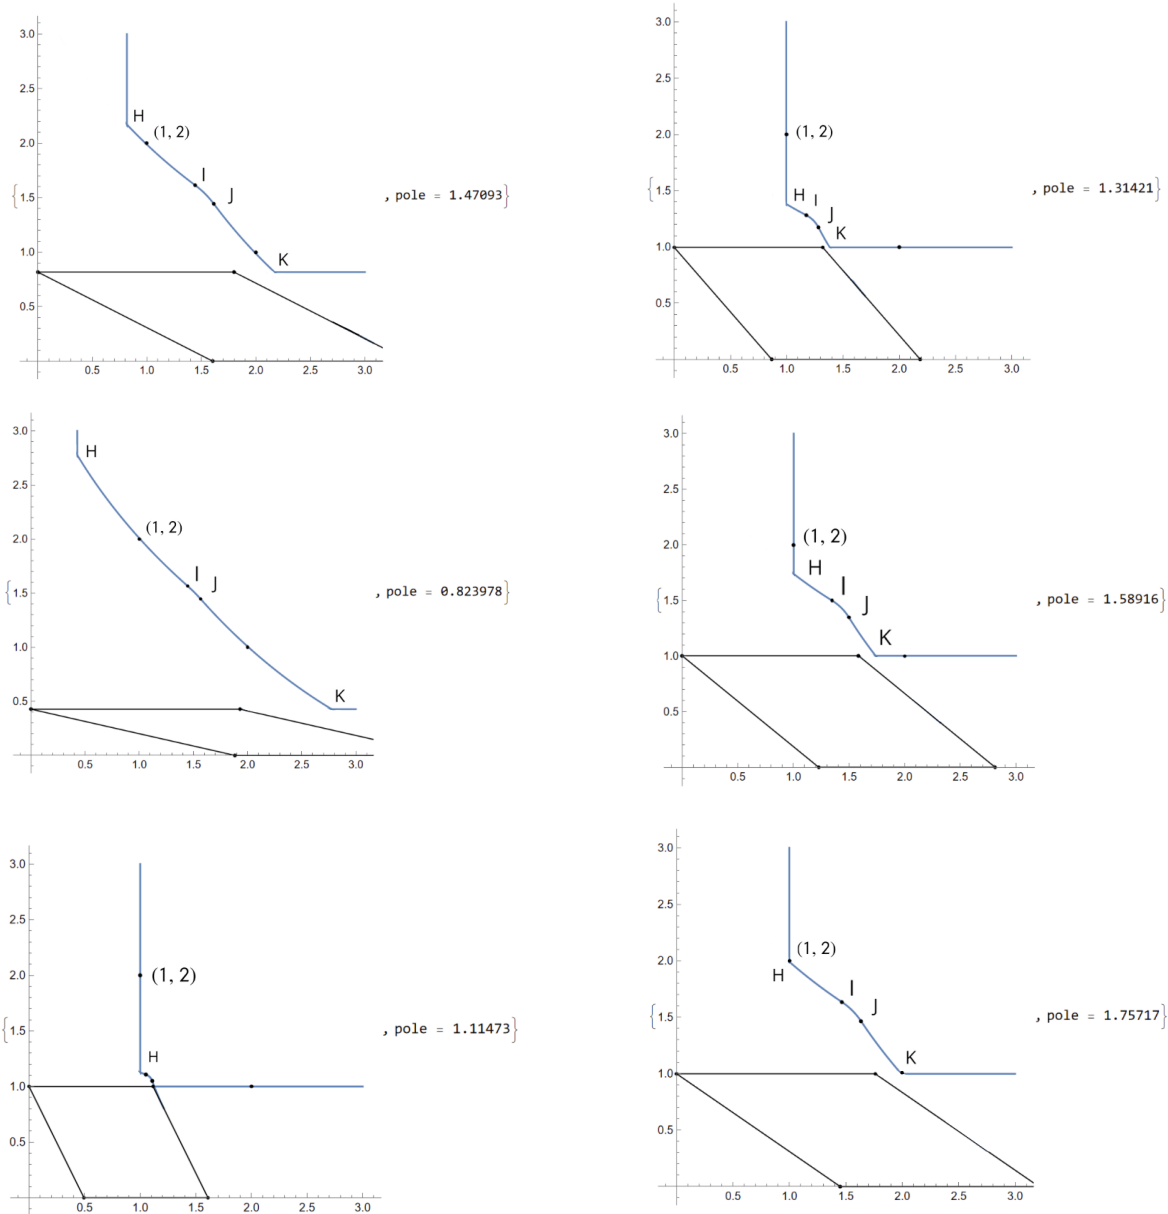 3.0
H
(1, 2)
2.5
2.0
I
J
1.5
{ , pole = 1.47093}
1.0
K
0.5
0.5 1.0 1.5 2.0 2.5 3.0
3.0
2.5
2.0
(1, 2)
1.5
H I
J
{ , pole = 1.31421}
K
1.0
0.5
0.5 1.0 1.5 2.0 2.5 3.0
3.0
H
2.5
2.0
(1, 2)
I
J
1.5
{ , pole = 0.823978}
1.0
K
0.5
0.5 1.0 1.5 2.0 2.5 3.0
3.0
2.5
2.0
(1, 2)
H
I
J
1.5
{ , pole = 1.58916}
K
1.0
0.5
0.5 1.0 1.5 2.0 2.5 3.0
3.0
2.5
2.0
(1, 2)
1.5
{ , pole = 1.11473}
H
1.0
0.5
0.5 1.0 1.5 2.0 2.5 3.0
3.0
2.5
2.0
(1, 2)
H
I
J
1.5
{ , pole = 1.75717}
K
1.0
0.5
0.5 1.0 1.5 2.0 2.5 3.0